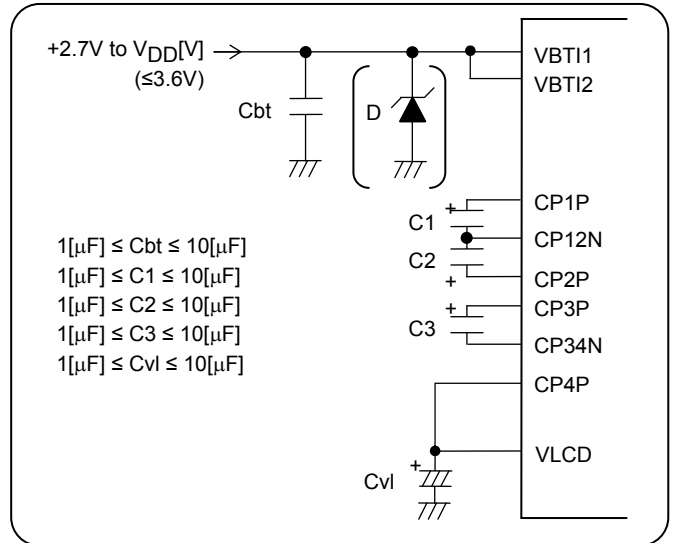 +2.7V to VDD[V]
(≤3.6V)
Cbt
D
VBTI1
VBTI2
C1
+
CP1P
CP12N
C2
+
CP2P
C3
+
CP3P
CP34N
CP4P
VLCD
Cvl
+
1[μF] ≤ Cbt ≤ 10[μF]
1[μF] ≤ C1 ≤ 10[μF]
1[μF] ≤ C2 ≤ 10[μF]
1[μF] ≤ C3 ≤ 10[μF]
1[μF] ≤ Cvl ≤ 10[μF]